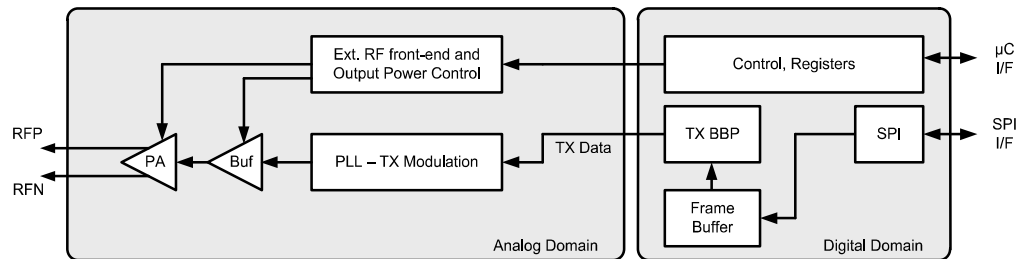 Ext. RF front-end and
Output Power Control
Control, Registers
µC
I/F
RFP
RFN
PA
Buf
PLL – TX Modulation
TX Data
TX BBP
SPI
SPI
I/F
Frame
Buffer
Analog Domain
Digital Domain